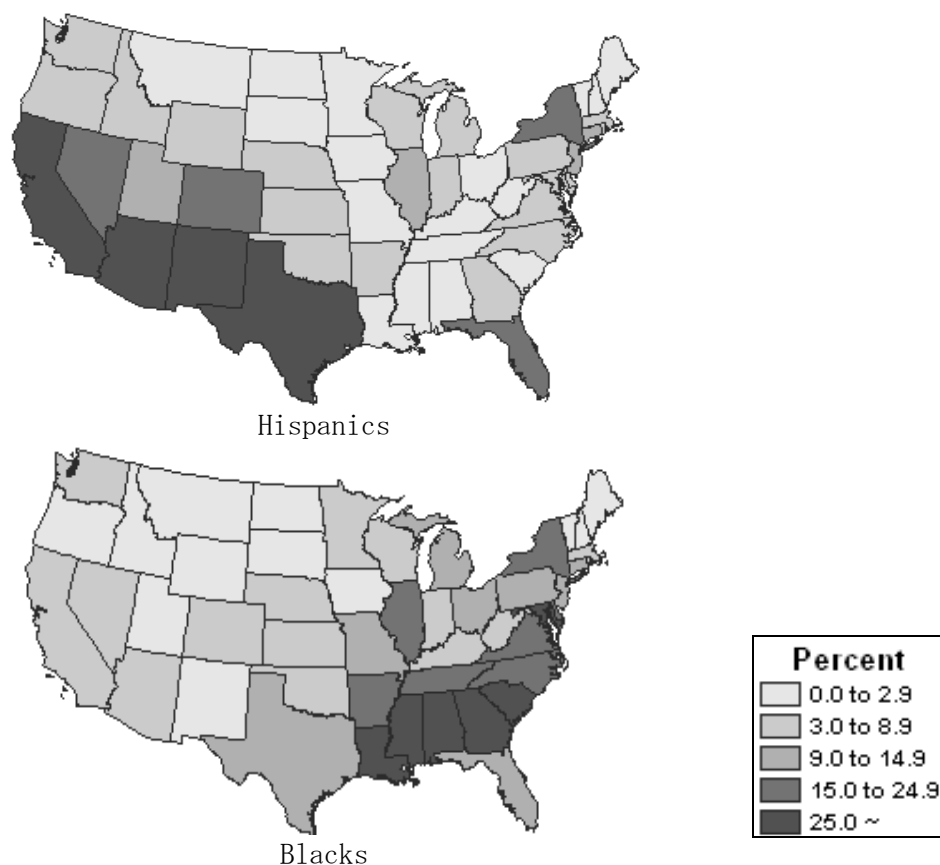 Hispanics
Blacks
Percent
0.0 to 2.9
3.0 to 8.9
9.0 to 14.9
15.0 to 24.9
25.0 ~